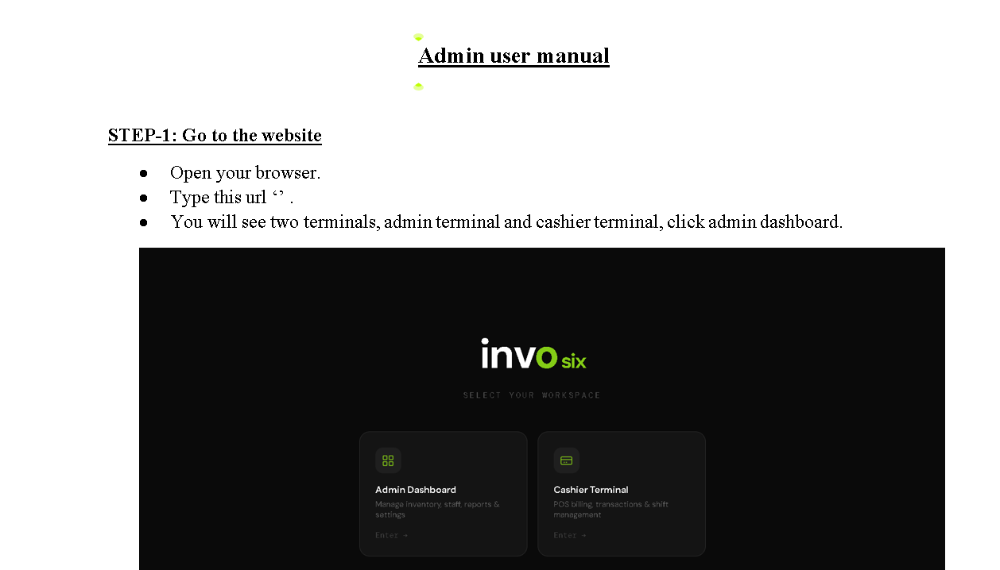 Admin user manual
STEP-1: Go to the website
● Open your browser.
● Type this url ‘’ .
● You will see two terminals, admin terminal and cashier terminal, click admin dashboard.
invo six
SELECT YOUR WORKSPACE
Admin Dashboard
Manage inventory, staff, reports &
settings
Enter →
Cashier Terminal
POS billing, transactions & shift
management
Enter →